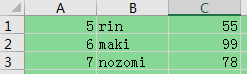 A B C
1 5 rin 55
2 6 maki 99
3 7 nozomi 78